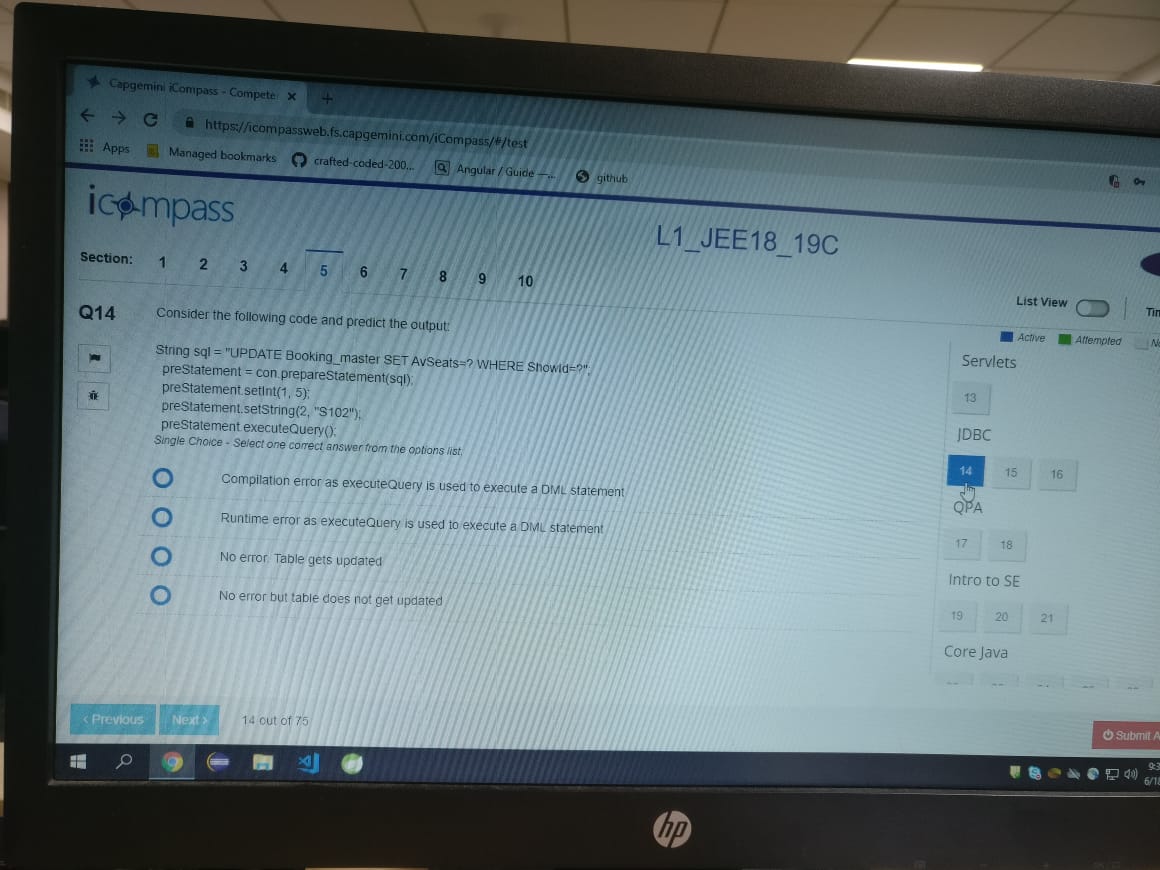 Capgemini iCompass - Compete
https://icompassweb.fs.capgemini.com/iCompass/#/test
Apps Managed bookmarks crafted-coded-200... Angular / Guide —... github
icompass
L1_JEE18_19C
Section: 1 2 3 4 5 6 7 8 9 10
List View
Tin
Active Attempted
Q14 Consider the following code and predict the output:
String sql = "UPDATE Booking_master SET AvSeats=? WHERE ShowId=?";
preStatement = con.prepareStatement(sql);
preStatement.setInt(1, 5);
preStatement.setString(2, "S102");
preStatement.executeQuery();
Single Choice - Select one correct answer from the options list.
Compilation error as executeQuery is used to execute a DML statement
Runtime error as executeQuery is used to execute a DML statement
No error. Table gets updated
No error but table does not get updated
Servlets
13
JDBC
14 15 16
QPA
17 18
Intro to SE
19 20 21
Core Java
< Previous Next > 14 out of 75
Submit A
9:3
6/18
hp